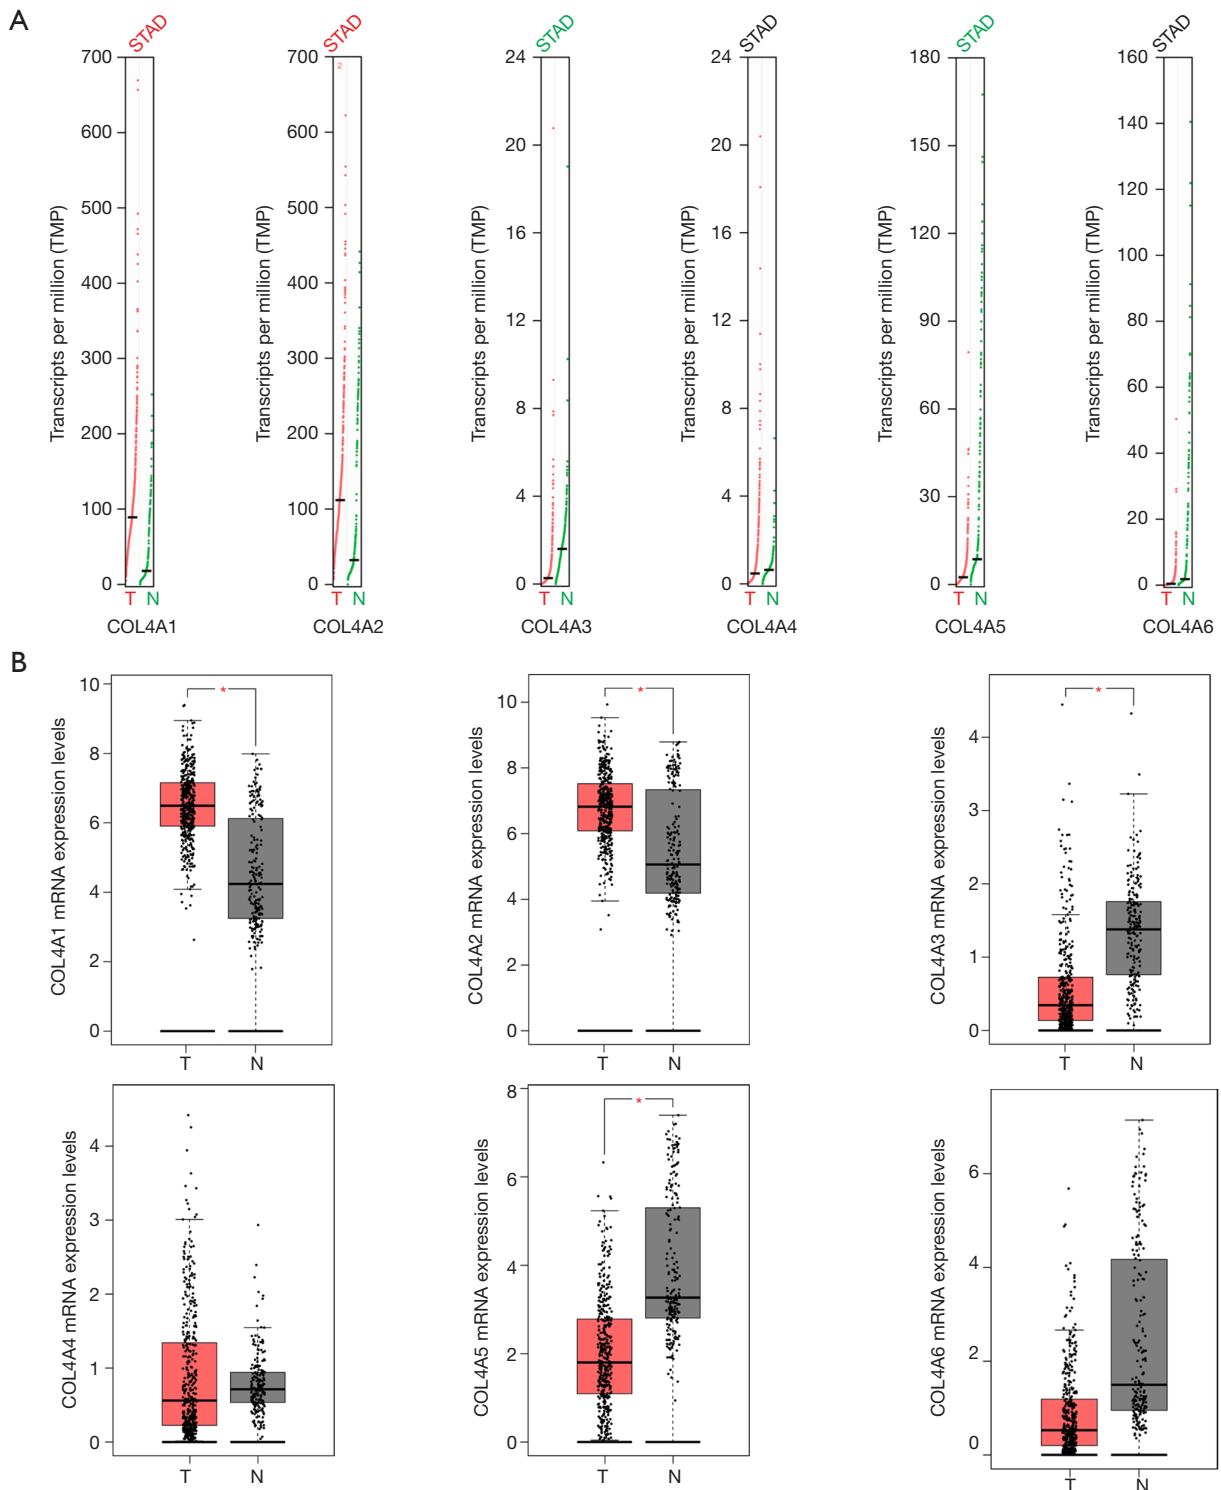 A
STAD STAD STAD STAD STAD STAD
Transcripts per million (TMP)
700
600
500
400
300
200
100
0
T N
COL4A1
Transcripts per million (TMP)
700
600
500
400
300
200
100
0
2
T N
COL4A2
Transcripts per million (TMP)
24
20
16
12
8
4
0
T N
COL4A3
Transcripts per million (TMP)
24
20
16
12
8
4
0
T N
COL4A4
Transcripts per million (TMP)
180
150
120
90
60
30
0
T N
COL4A5
Transcripts per million (TMP)
160
140
120
100
80
60
40
20
0
T N
COL4A6
B
COL4A1 mRNA expression levels
10
8
6
4
2
0
*
T N
COL4A2 mRNA expression levels
10
8
6
4
2
0
*
T N
COL4A3 mRNA expression levels
4
3
2
1
0
*
T N
COL4A4 mRNA expression levels
4
3
2
1
0
T N
COL4A5 mRNA expression levels
8
6
4
2
0
*
T N
COL4A6 mRNA expression levels
6
4
2
0
T N